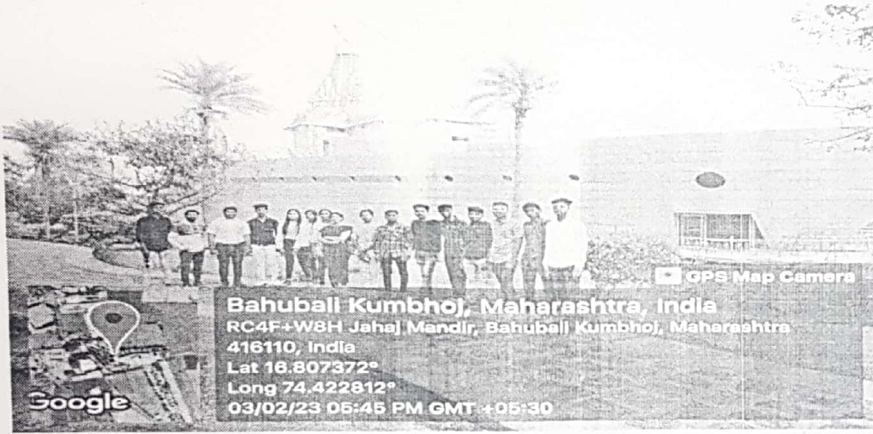 GPS Map Camera
Bahubali Kumbhoj, Maharashtra, India
RC4F+W8H Jahaj Mandir, Bahubali Kumbhoj, Maharashtra
416110, India
Lat 16.807372°
Long 74.422812°
03/02/23 05:45 PM GMT +05:30
Google